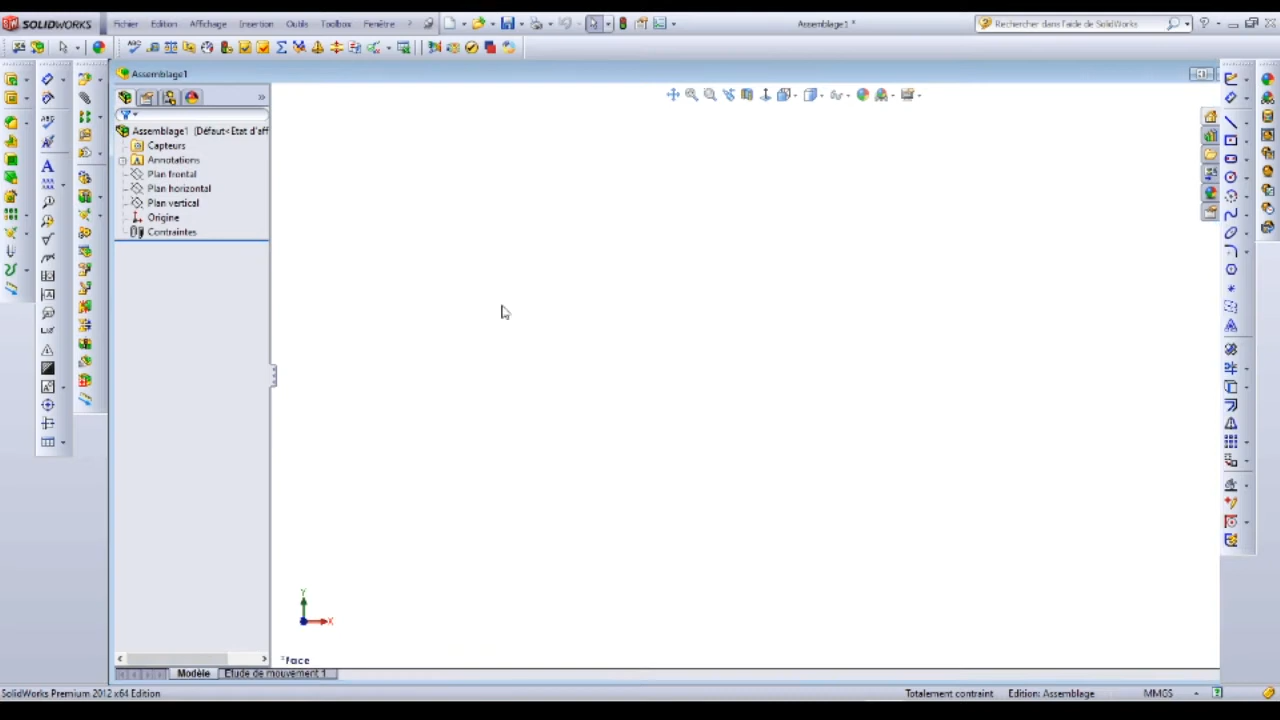 SOLIDWORKS Fichier Edition Affichage Insertion Outils Toolbox Fenêtre ? Assemblage1 * Rechercher dans l'aide de SolidWorks
Assemblage1
Assemblage1 (Défaut<Etat d'aff
Capteurs
Annotations
Plan frontal
Plan horizontal
Plan vertical
Origine
Contraintes
Y
X
*face
Modèle Etude de mouvement 1
SolidWorks Premium 2012 x64 Edition Totalement contraint Edition: Assemblage MMGS